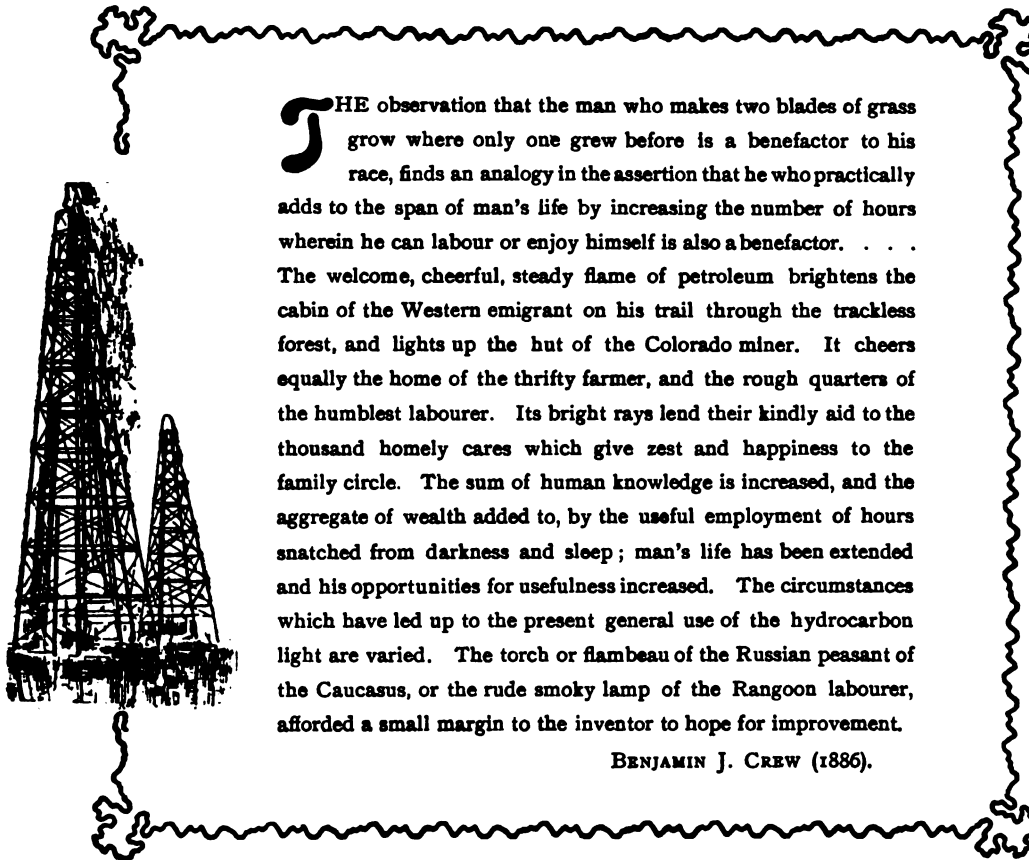 THE observation that the man who makes two blades of grass
grow where only one grew before is a benefactor to his
race, finds an analogy in the assertion that he who practically
adds to the span of man's life by increasing the number of hours
wherein he can labour or enjoy himself is also a benefactor. . . .
The welcome, cheerful, steady flame of petroleum brightens the
cabin of the Western emigrant on his trail through the trackless
forest, and lights up the hut of the Colorado miner. It cheers
equally the home of the thrifty farmer, and the rough quarters of
the humblest labourer. Its bright rays lend their kindly aid to the
thousand homely cares which give zest and happiness to the
family circle. The sum of human knowledge is increased, and the
aggregate of wealth added to, by the useful employment of hours
snatched from darkness and sleep; man's life has been extended
and his opportunities for usefulness increased. The circumstances
which have led up to the present general use of the hydrocarbon
light are varied. The torch or flambeau of the Russian peasant of
the Caucasus, or the rude smoky lamp of the Rangoon labourer,
afforded a small margin to the inventor to hope for improvement.
BENJAMIN J. CREW (1886).